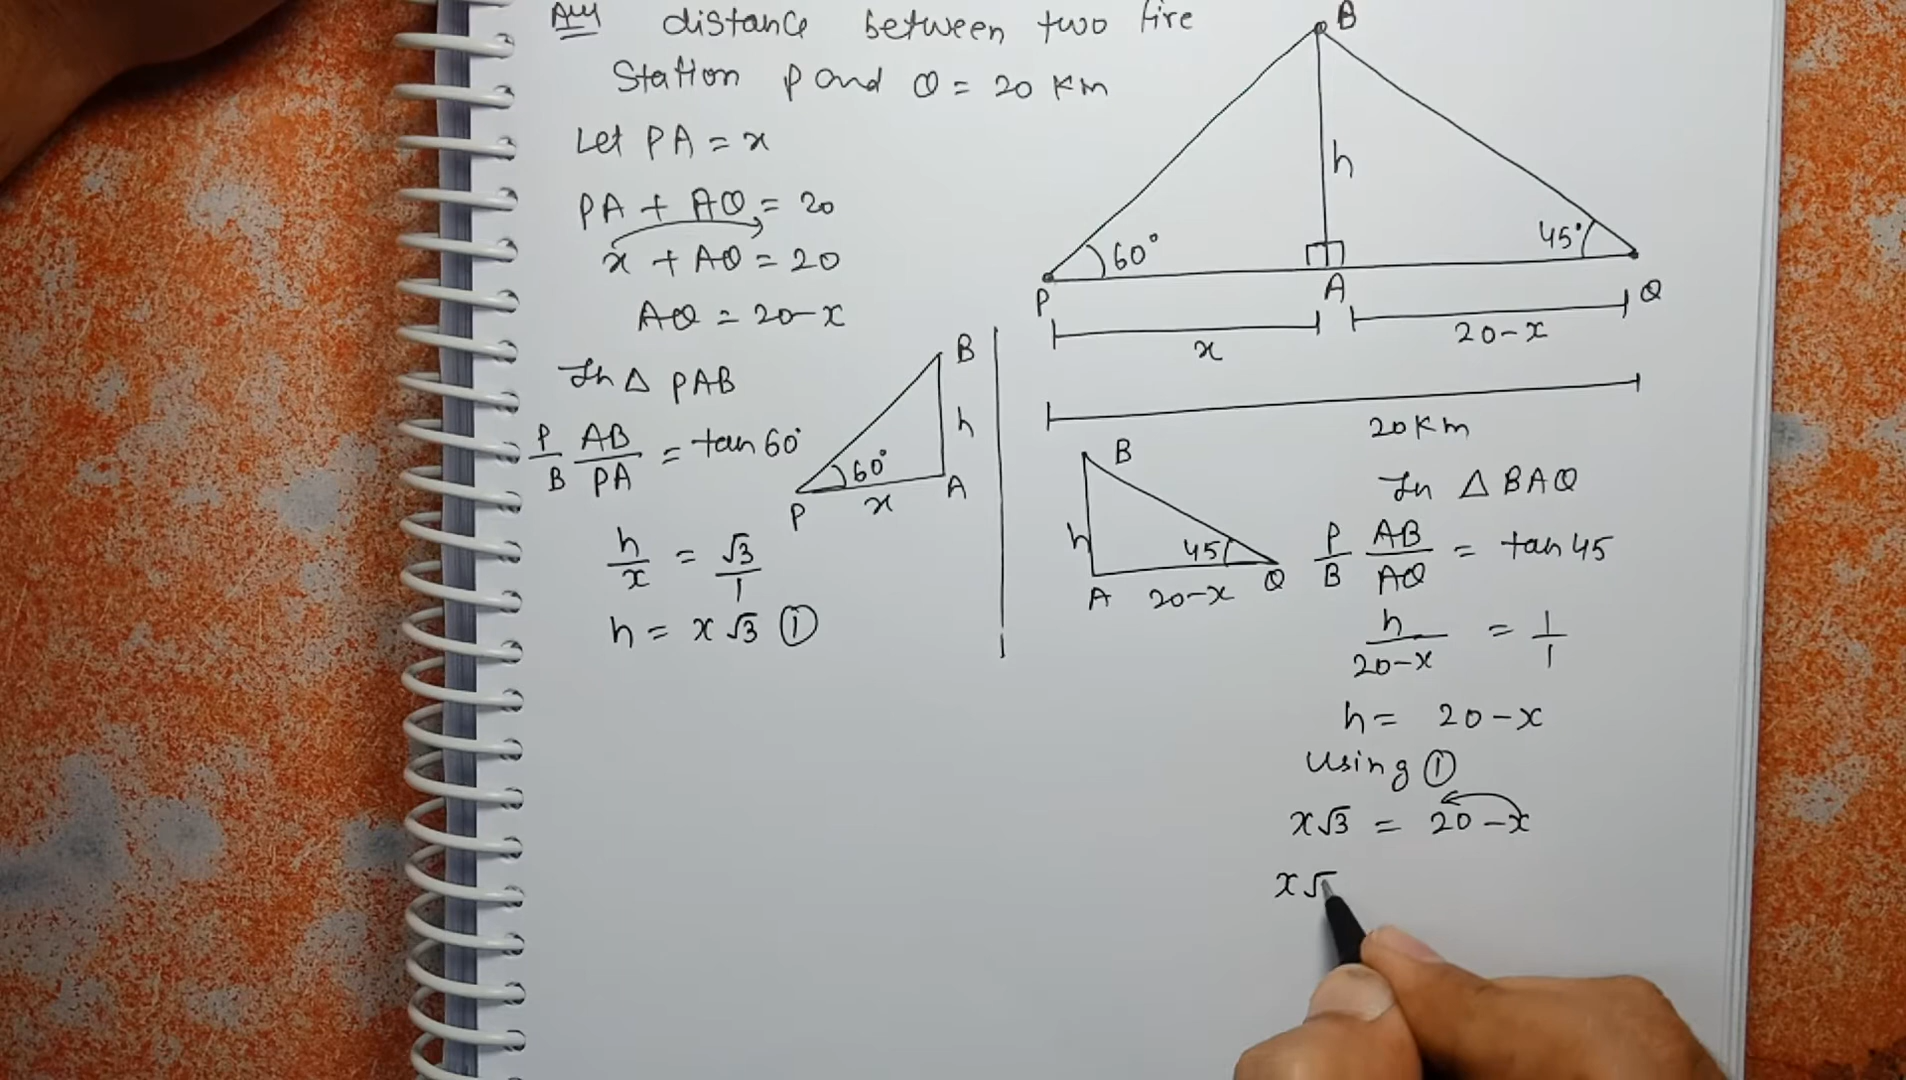 Ans distance between two fire
Station P and Q = 20 Km
Let PA = x
PA + AQ = 20
x + AQ = 20
AQ = 20-x
In △ PAB
P/B AB/PA = tan 60°
h/x = √3/1
h = x √3 ①
B
h
60°
P x A
B
h
60°
45°
P A Q
x
20-x
20 Km
B
h
45
A 20-x Q
In △ BAQ
P/B AB/AQ = tan 45
h/20-x = 1/1
h = 20-x
Using ①
x√3 = 20-x
x√